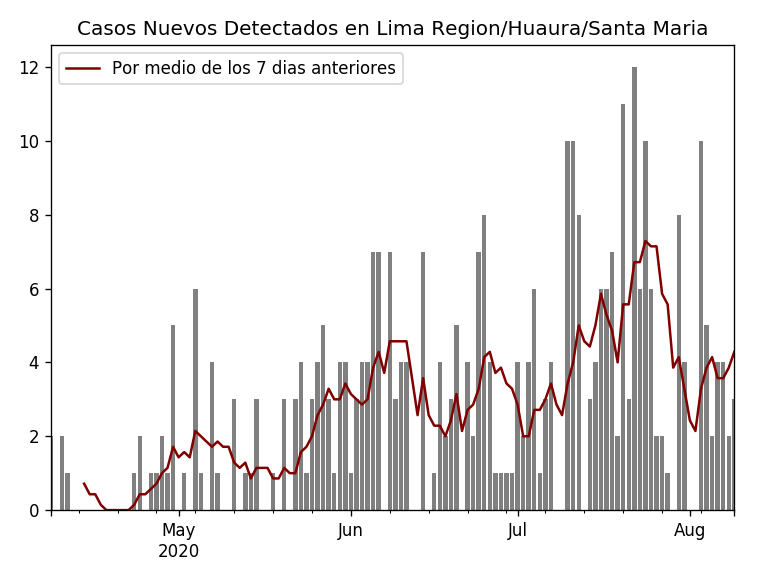 Casos Nuevos Detectados en Lima Region/Huaura/Santa Maria
Por medio de los 7 dias anteriores
12
10
8
6
4
2
0
May
2020
Jun
Jul
Aug